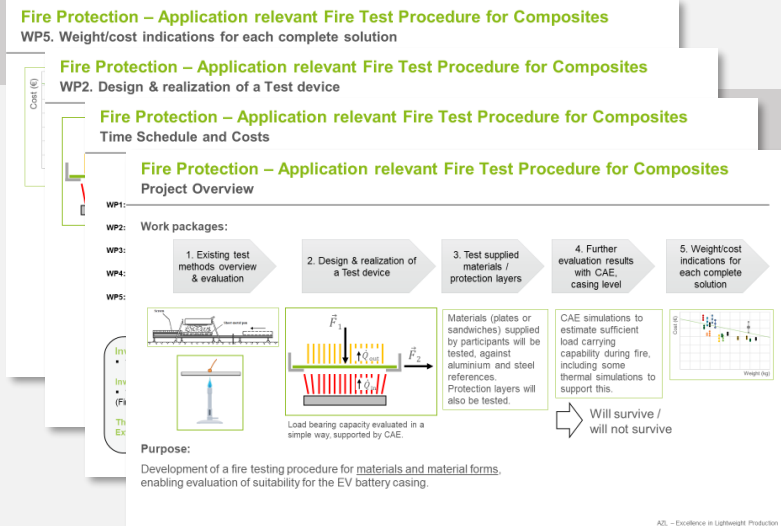 Fire Protection – Application relevant Fire Test Procedure for Composites
WP5. Weight/cost indications for each complete solution
Cost (€)
Fire Protection – Application relevant Fire Test Procedure for Composites
WP2. Design & realization of a Test device
Fire Protection – Application relevant Fire Test Procedure for Composites
Time Schedule and Costs
WP1:
WP2:
WP3:
WP4:
WP5:
Fire Protection – Application relevant Fire Test Procedure for Composites
Project Overview
Work packages:
1. Existing test
methods overview
& evaluation
2. Design & realization of
a Test device
3. Test supplied
materials /
protection layers
4. Further
evaluation results
with CAE,
casing level
5. Weight/cost
indications for
each complete
solution
F 1
Q out
F 2
Q in
Load bearing capacity evaluated in a
simple way, supported by CAE.
Materials (plates or
sandwiches) supplied
by participants will be
tested, against
aluminium and steel
references.
Protection layers will
also be tested.
CAE simulations to
estimate sufficient
load carrying
capability during fire,
including some
thermal simulations to
support this.
Cost (€)
Weight (kg)
Will survive /
will not survive
Purpose:
Development of a fire testing procedure for materials and material forms,
enabling evaluation of suitability for the EV battery casing.
AZL – Excellence in Lightweight Production